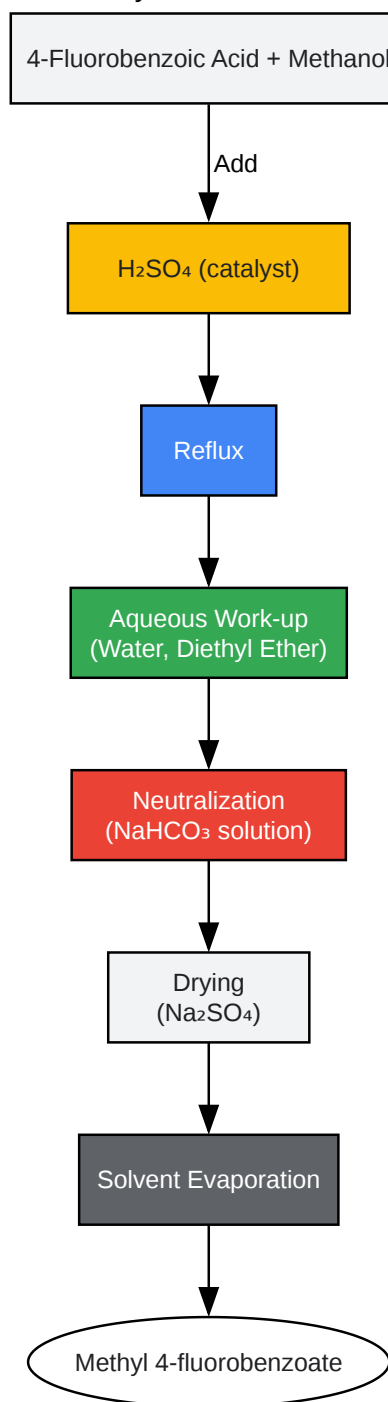 4-Fluorobenzoic Acid + Methanol
Add
H₂SO₄ (catalyst)
Reflux
Aqueous Work-up
(Water, Diethyl Ether)
Neutralization
(NaHCO₃ solution)
Drying
(Na₂SO₄)
Solvent Evaporation
Methyl 4-fluorobenzoate